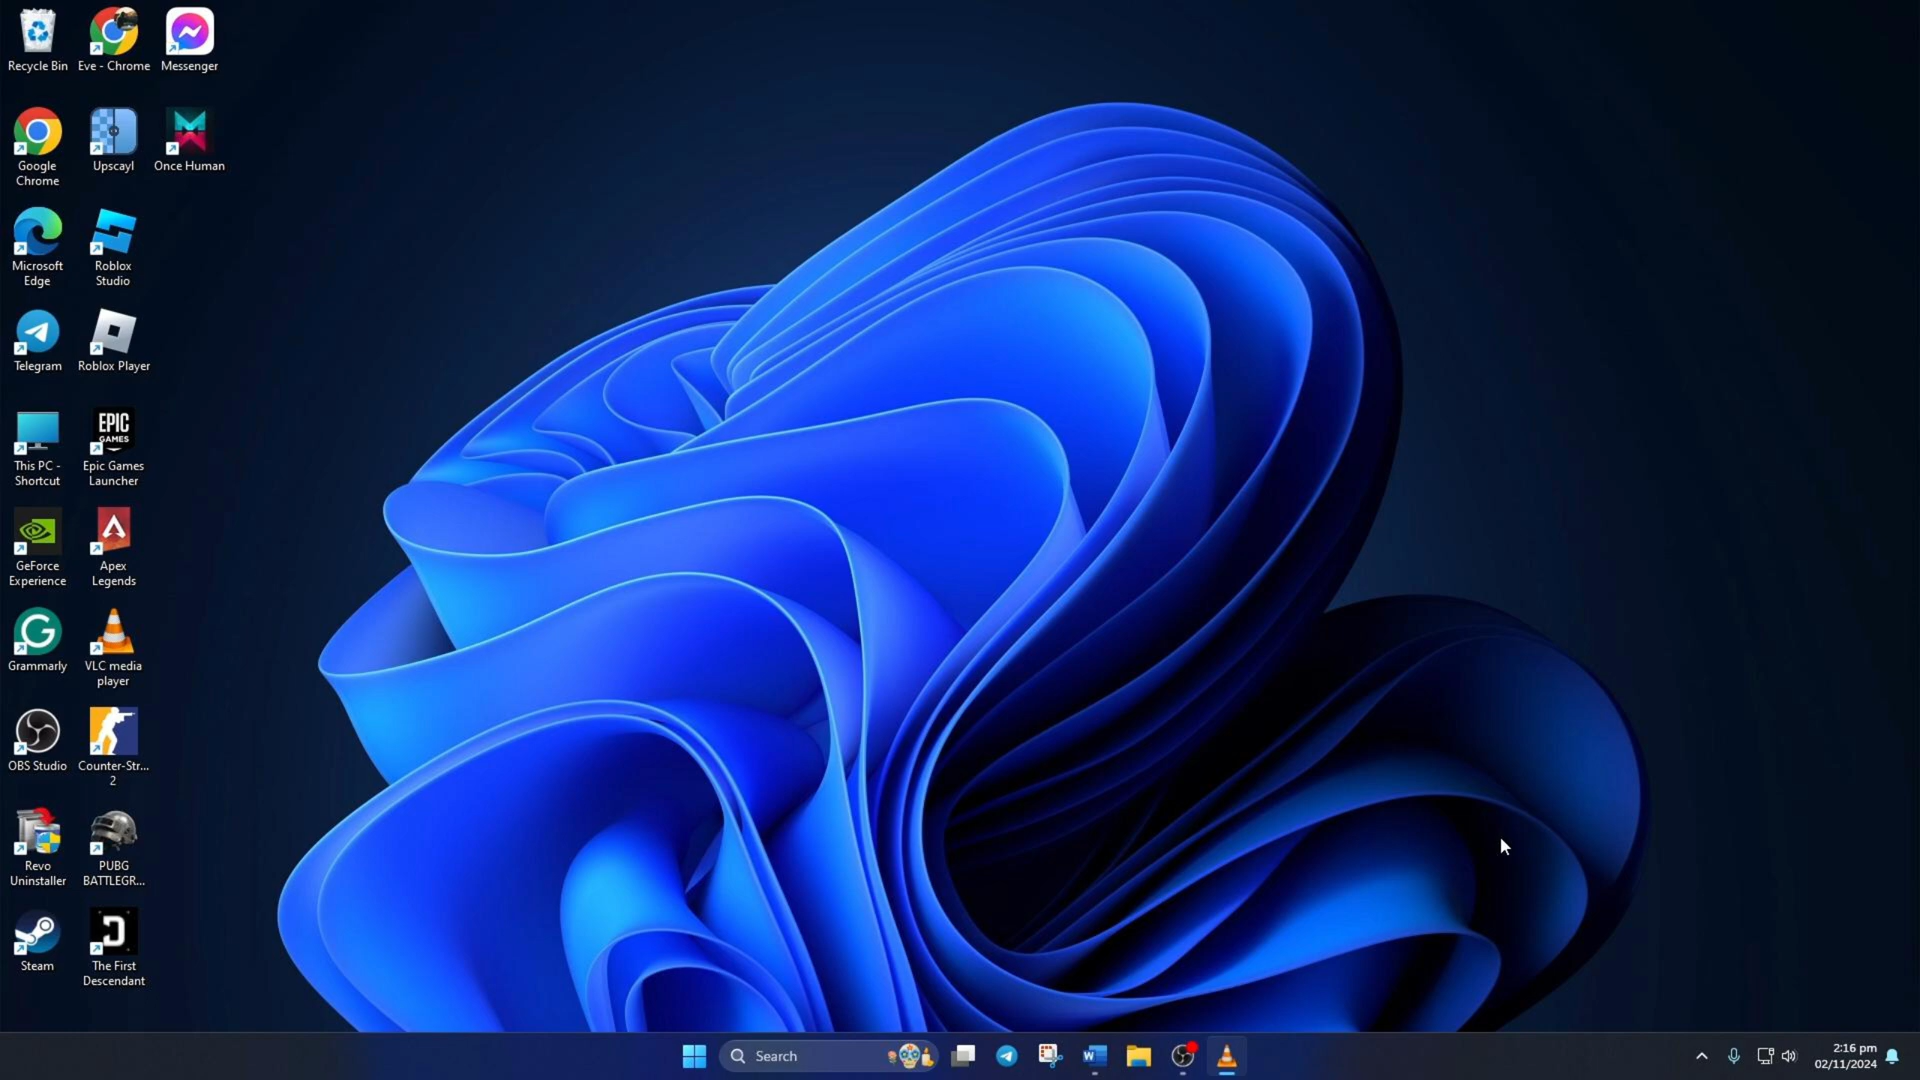 Recycle Bin
Eve - Chrome
Messenger
Google
Chrome
Upscayl
Once Human
Microsoft
Edge
Roblox
Studio
Telegram
Roblox Player
This PC -
Shortcut
EPIC
GAMES
Epic Games
Launcher
GeForce
Experience
Apex
Legends
Grammarly
VLC media
player
OBS Studio
Counter-Str...
2
Revo
Uninstaller
PUBG
BATTLEGR...
Steam
The First
Descendant
Search
2:16 pm
02/11/2024